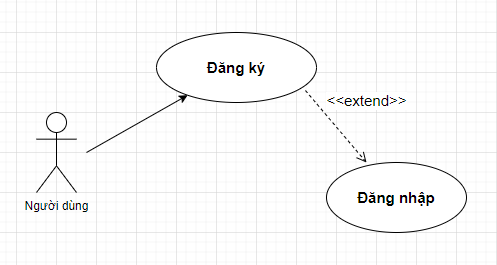 Đăng ký
<<extend>>
Đăng nhập
Người dùng